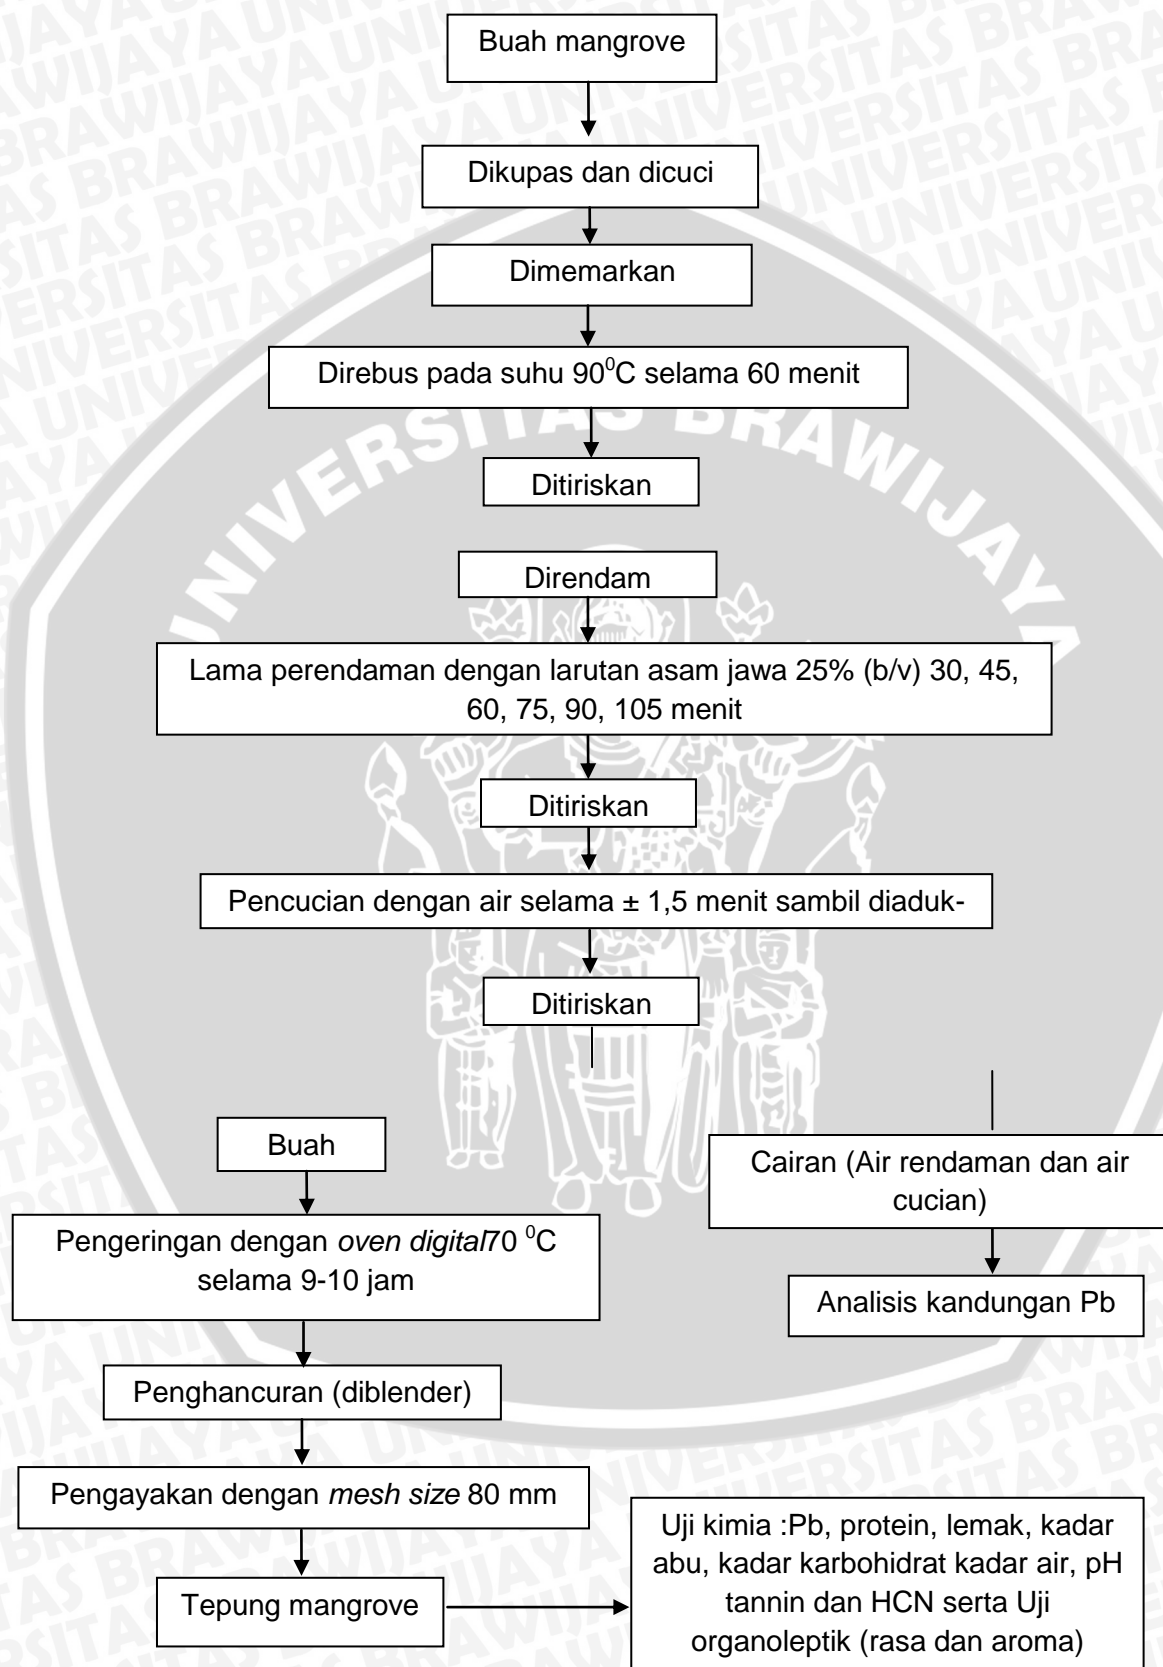 Buah mangrove
Dikupas dan dicuci
Dimemarkan
Direbus pada suhu 90⁰C selama 60 menit
Ditiriskan
UNIVERSITAS BRAWIJAYA
Direndam
Lama perendaman dengan larutan asam jawa 25% (b/v) 30, 45,
60, 75, 90, 105 menit
Ditiriskan
Pencucian dengan air selama ± 1,5 menit sambil diaduk-
Ditiriskan
Buah
Cairan (Air rendaman dan air
cucian)
Pengeringan dengan oven digital70 ⁰C
selama 9-10 jam
Analisis kandungan Pb
Penghancuran (diblender)
Pengayakan dengan mesh size 80 mm
Tepung mangrove
Uji kimia :Pb, protein, lemak, kadar
abu, kadar karbohidrat kadar air, pH
tannin dan HCN serta Uji
organoleptik (rasa dan aroma)